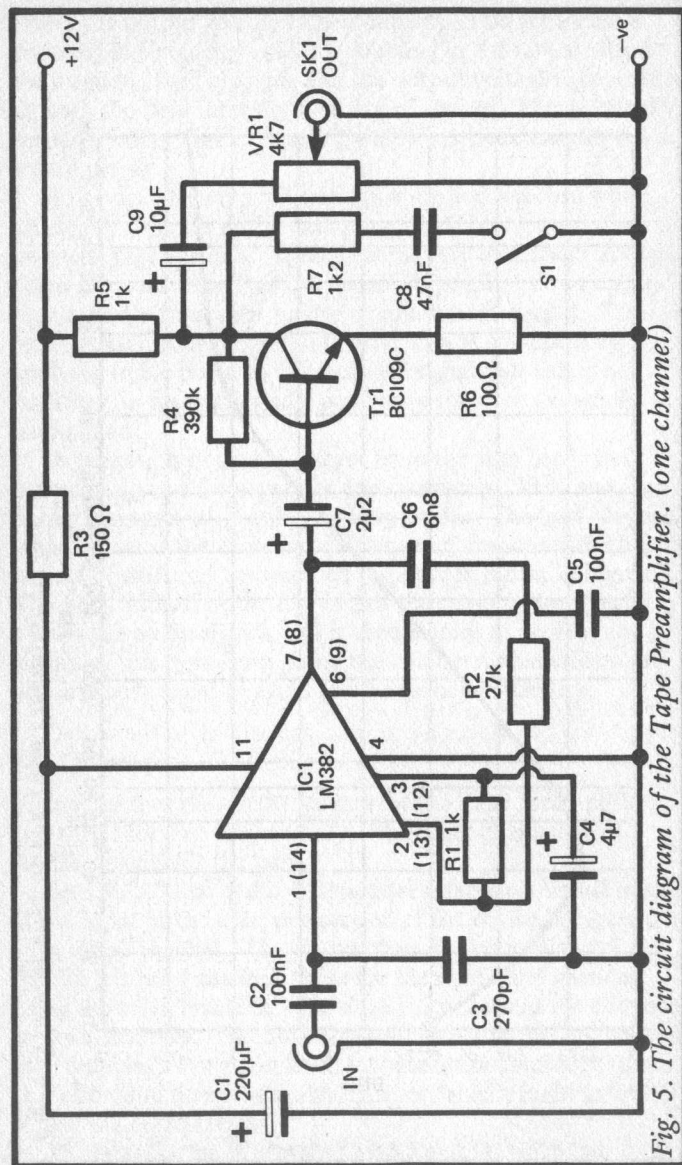 +12V
R3
150Ω
R5
1k
C9
10µF
+
VR1
4k7
SK1
OUT
R4
390k
R7
1k2
C8
47nF
S1
Tr1
BC109C
R6
100Ω
+
C7
2µ2
C6
6n8
C5
100nF
7 (8)
6 (9)
11
IC1
LM382
4
3
2
(13)
(12)
1 (14)
R2
27k
R1 1k
+
C4
4µ7
C2
100nF
C3
270pF
IN
+
C1
220µF
–ve
Fig. 5. The circuit diagram of the Tape Preamplifier. (one channel)